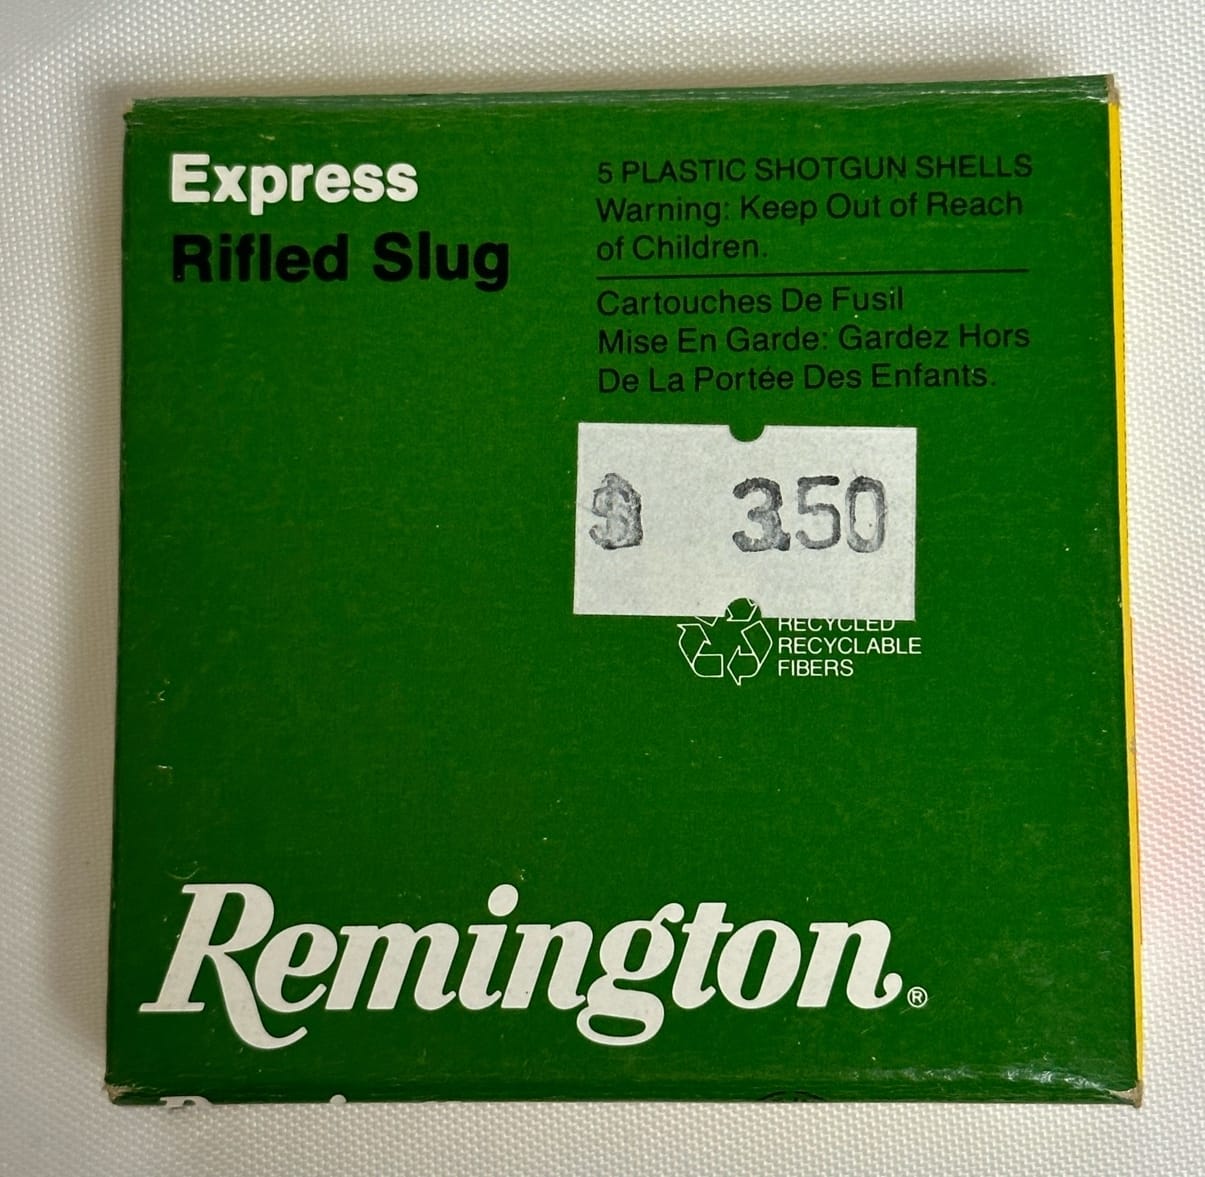 Express
Rifled Slug
5 PLASTIC SHOTGUN SHELLS
Warning: Keep Out of Reach
of Children.
Cartouches De Fusil
Mise En Garde: Gardez Hors
De La Portée Des Enfants.
$ 3.50
RECYCLED
RECYCLABLE
FIBERS
Remington®